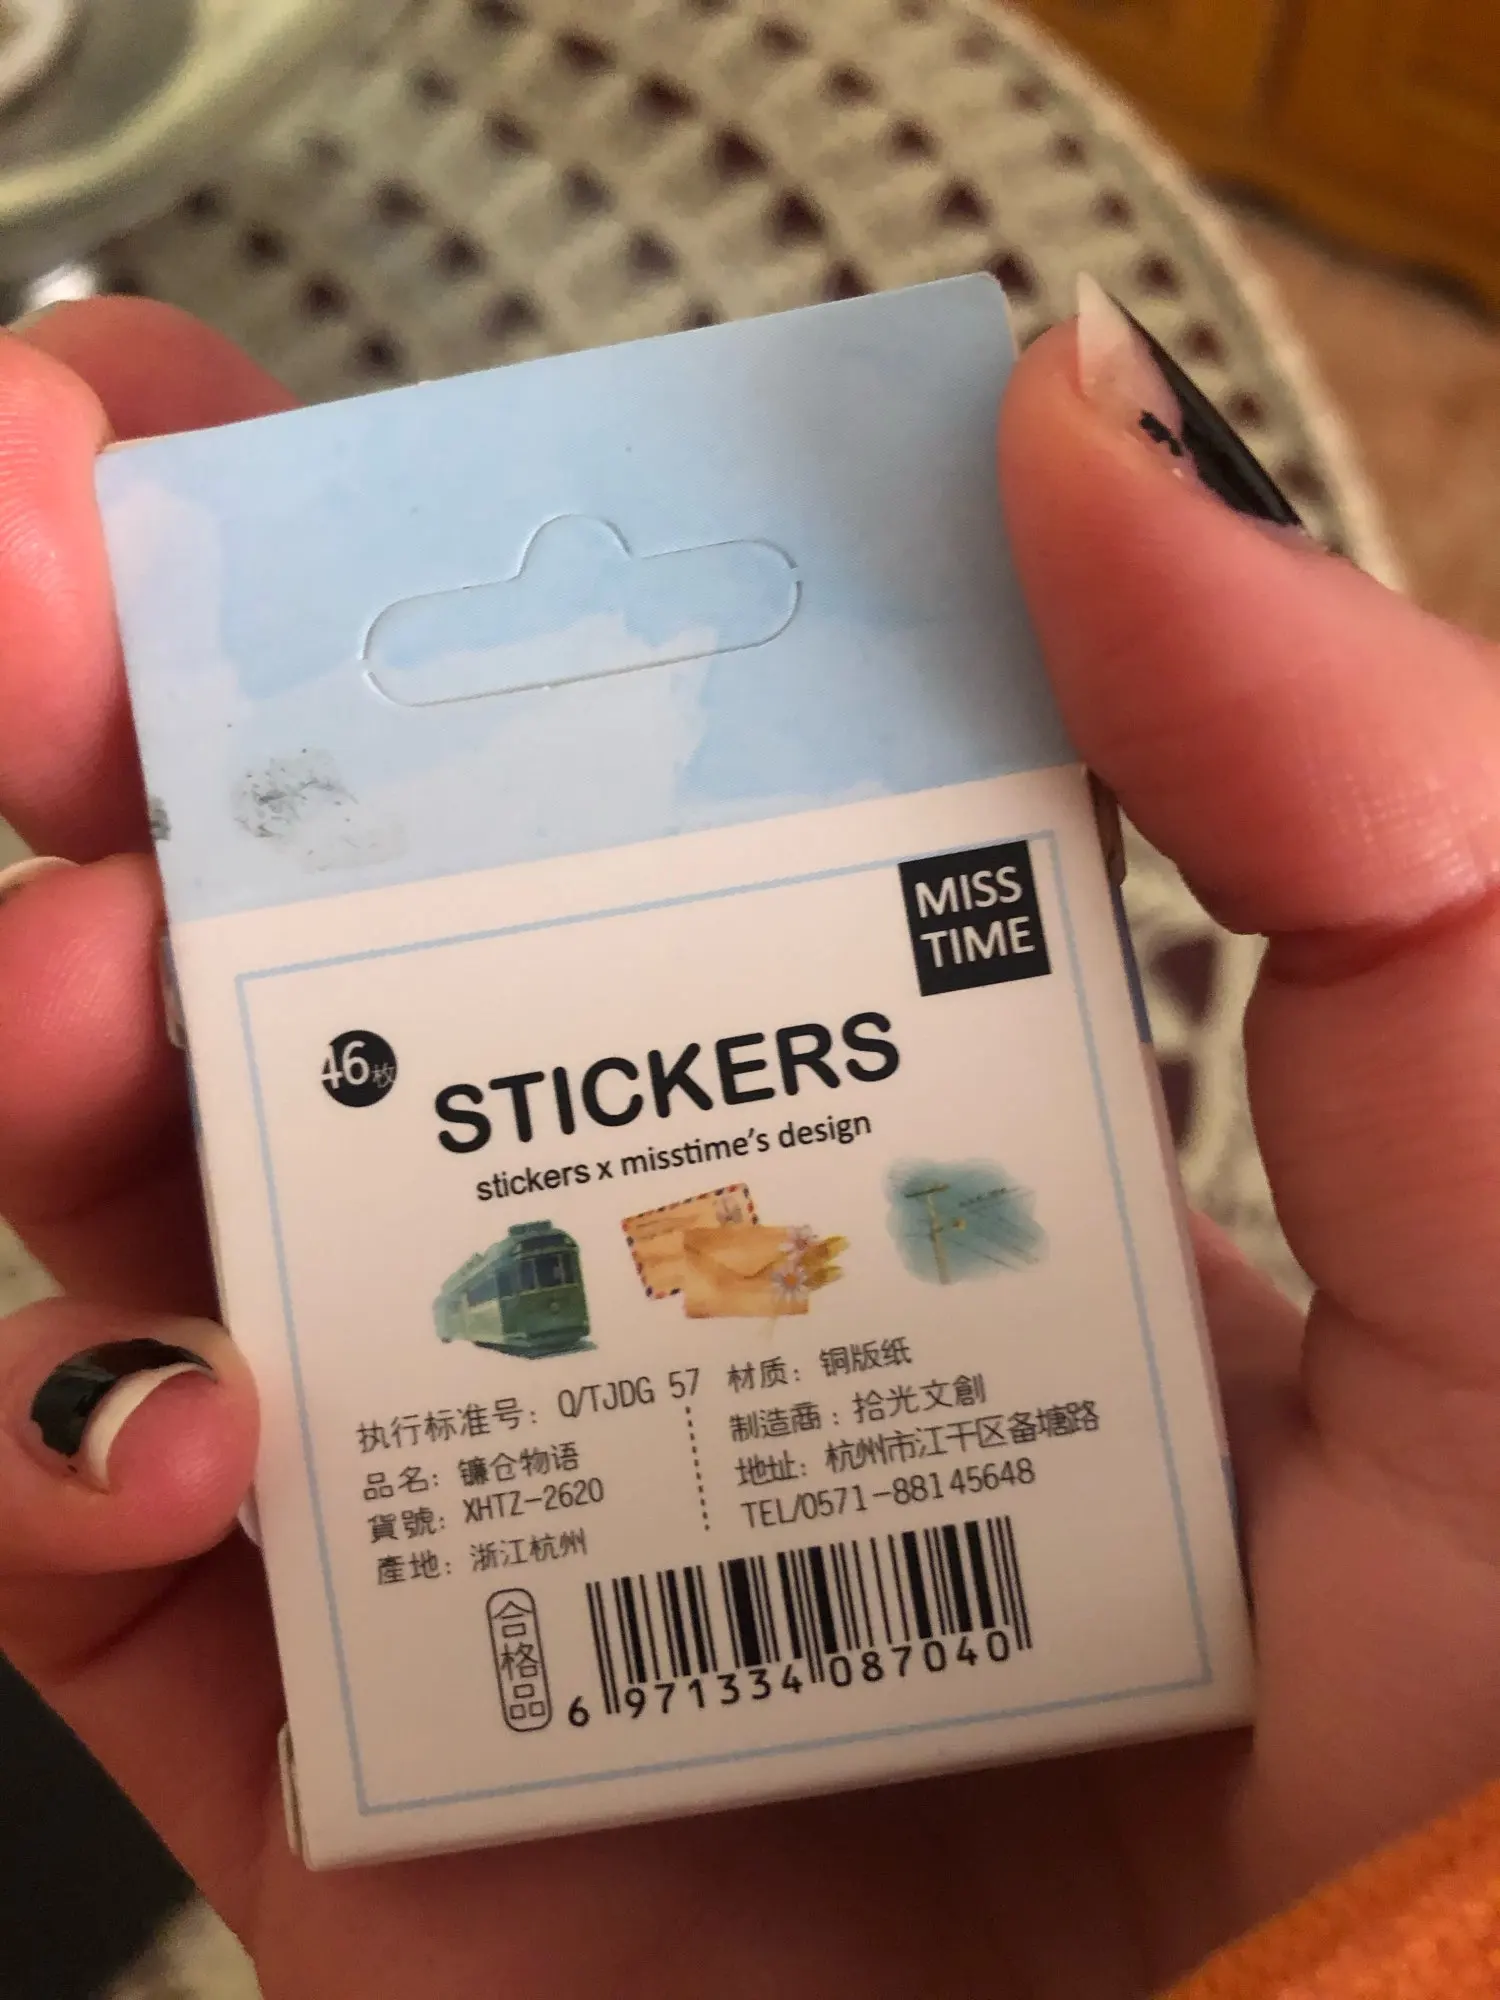 MISS
TIME
46枚
STICKERS
stickers x misstime's design
执行标准号: Q/TJDG 57
品名: 镰仓物语
貨號: XHTZ-2620
產地: 浙江杭州
材质: 铜版纸
制造商: 拾光文創
地址: 杭州市江干区备塘路
TEL/0571-88145648
合格品
6 971334 087040